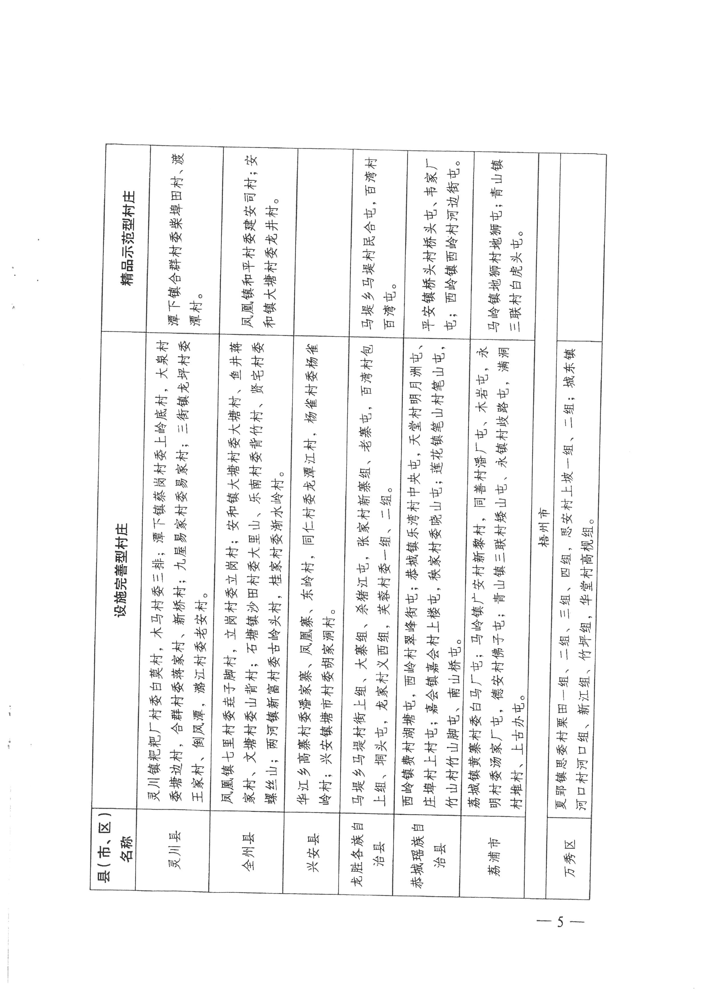 县(市、区)
名称
设施完善型村庄
精品示范型村庄
灵川县
灵川镇粑粑厂村委白莫村，木马村委三排；潭下镇蔡岗村委上岭底村，大泉村
委塘边村，合群村委蒋家村、新桥村；九屋易家村委易家村；三街镇龙坪村委
王家村、倒风潭，潞江村委老安村。
潭下镇合群村委柴埠田村、渡
潭村。
全州县
凤凰镇七里村委垚子脚村，立岗村委立岗村；安和镇大塘村委大塘村、鱼井蒋
家村、文塘村委山背村；石塘镇沙田村委大里山、乐南村委背竹村、贤宅村委
螺丝山；两河镇新富村委古岭头村，桂家村委渐水岭村。
凤凰镇和平村委建安司村；安
和镇大塘村委龙井村。
兴安县
华江乡高寨村委潘家寨、凤凰寨、东岭村，同仁村委龙潭江村，杨雀村委杨雀
岭村；兴安镇塘市村委胡家洞村。
龙胜各族自
治县
马堤乡马堤村街上组、大寨组、杀猪江屯，张家村新寨组、老寨屯，百湾村包
上组、垌头屯，龙家村义西组，芙蓉村委一组、二组。
马堤乡马堤村民合屯，百湾村
百湾屯。
恭城瑶族自
治县
西岭镇费村湖塘屯，西岭村翠峰街屯；恭城镇乐湾村中央屯，天堂村明月洲屯、
庄埠村上村屯；嘉会镇嘉会村上楼屯，秧家村委晓山屯；莲花镇笔山村笔山屯，
竹山村竹山脚屯、南山桥屯。
平安镇桥头村桥头屯、韦家厂
屯；西岭镇西岭村河边街屯。
荔浦市
荔城镇黄寨村委白马厂屯；马岭镇广安村新黎村，同善村潘厂屯、木岩屯，永
明村委汤家厂屯，德安村佛子屯；青山镇三联村矮山屯、永镇村歧路屯，满洞
村堆村、上古办屯。
马岭镇地狮村地狮屯；青山镇
三联村白虎头屯。
梧州市
万秀区
夏郢镇思委村栗田一组、二组、三组、四组，思安村上坡一组、二组；城东镇
河口村河口组、新江组、竹坪组，华堂村高枧组。
— 5 —